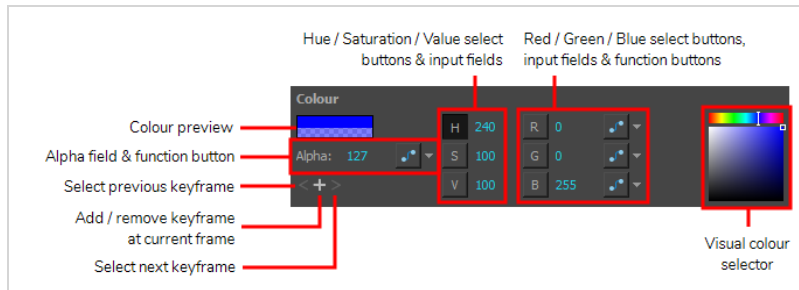 Hue / Saturation / Value select
buttons & input fields
Red / Green / Blue select buttons,
input fields & function buttons
Colour
Colour preview
H 240
R 0
Alpha field & function button
Alpha: 127
S 100
G 0
Select previous keyframe
< + >
V 100
B 255
Add / remove keyframe
at current frame
Select next keyframe
Visual colour
selector